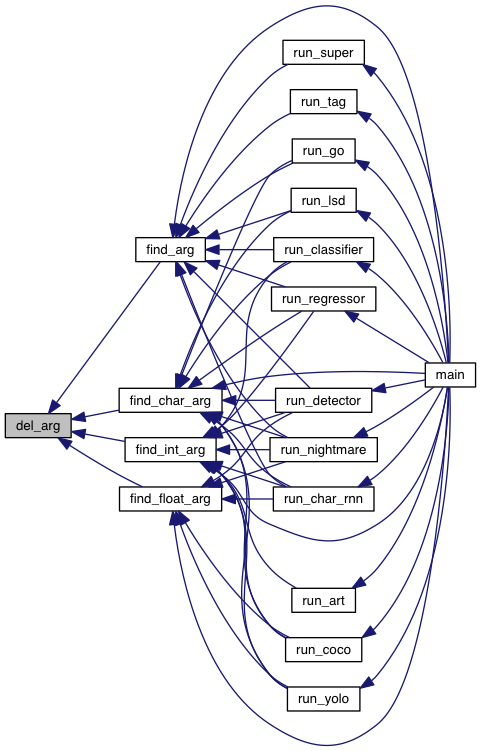 run_super
run_tag
run_go
run_lsd
find_arg
run_classifier
run_regressor
main
find_char_arg
run_detector
del_arg
find_int_arg
run_nightmare
find_float_arg
run_char_rnn
run_art
run_coco
run_yolo